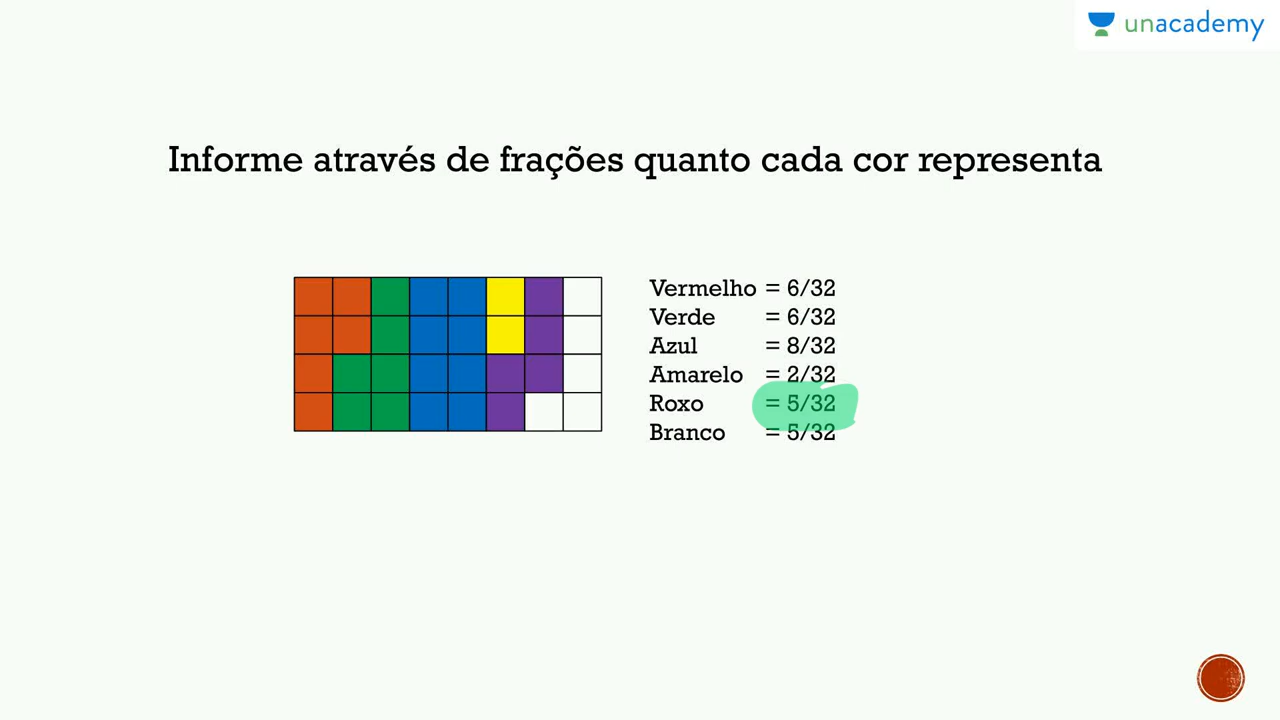 unacademy
Informe através de frações quanto cada cor representa
Vermelho = 6/32
Verde = 6/32
Azul = 8/32
Amarelo = 2/32
Roxo = 5/32
Branco = 5/32